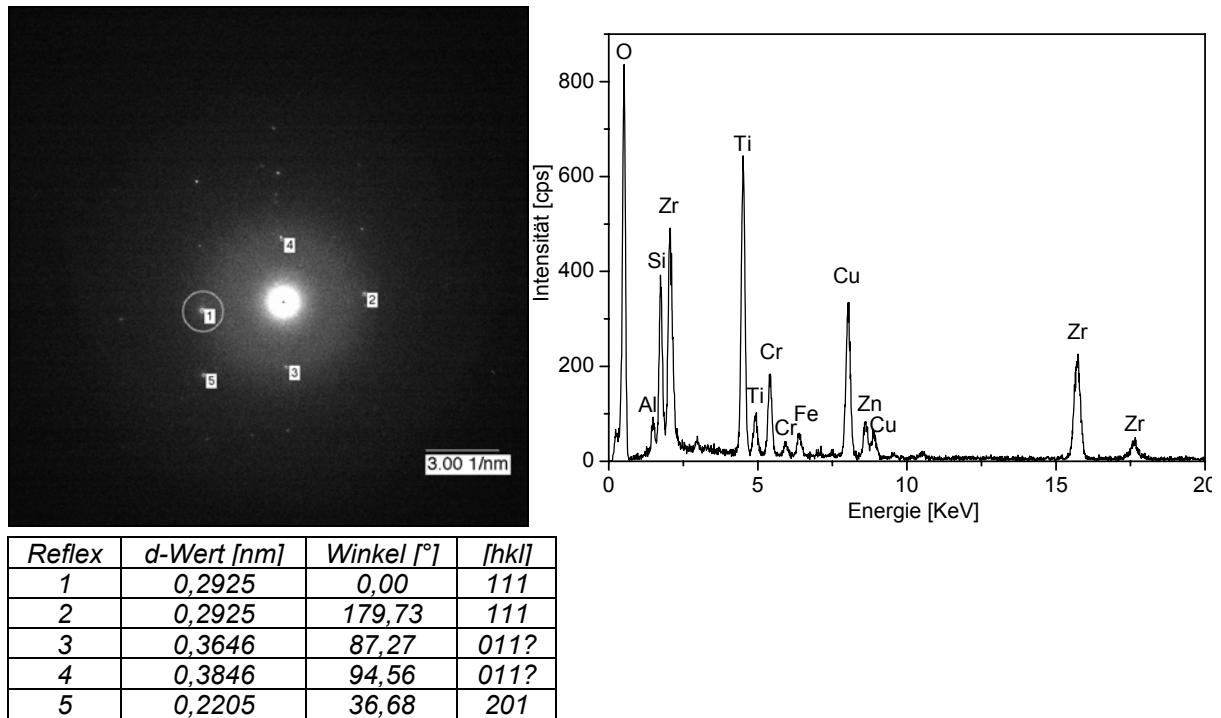 4
2
1
3
5
3.00 1/nm
O
Ti
Zr
Si
Cu
Cr
Zr
Al
Ti
Cr
Fe
Zn
Cu
Zr
800
600
400
200
0
0
5
10
15
20
Intensität [cps]
Energie [KeV]
Reflex d-Wert [nm] Winkel [°] [hkl]
1 0,2925 0,00 111
2 0,2925 179,73 111
3 0,3646 87,27 011?
4 0,3846 94,56 011?
5 0,2205 36,68 201